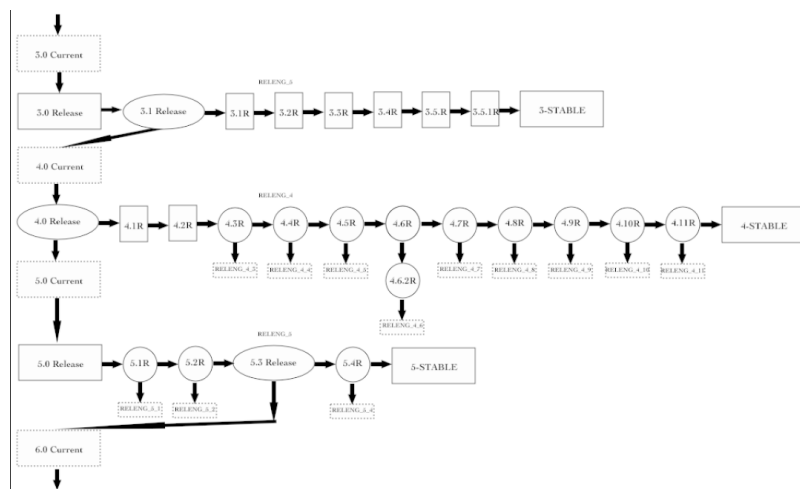 3.0 Current
RELENG_3
3.0 Release
3.1 Release
3.1R
3.2R
3.3R
3.4R
3.5.R
3.5.1R
3-STABLE
4.0 Current
RELENG_4
4.0 Release
4.1R
4.2R
4.3R
4.4R
4.5R
4.6R
4.7R
4.8R
4.9R
4.10R
4.11R
4-STABLE
RELENG_4_3
RELENG_4_4
RELENG_4_5
RELENG_4_7
RELENG_4_8
RELENG_4_9
RELENG_4_10
RELENG_4_11
5.0 Current
4.6.2R
RELENG_4_6
RELENG_5
5.0 Release
5.1R
5.2R
5.3 Release
5.4R
5-STABLE
RELENG_5_1
RELENG_5_2
RELENG_5_4
6.0 Current